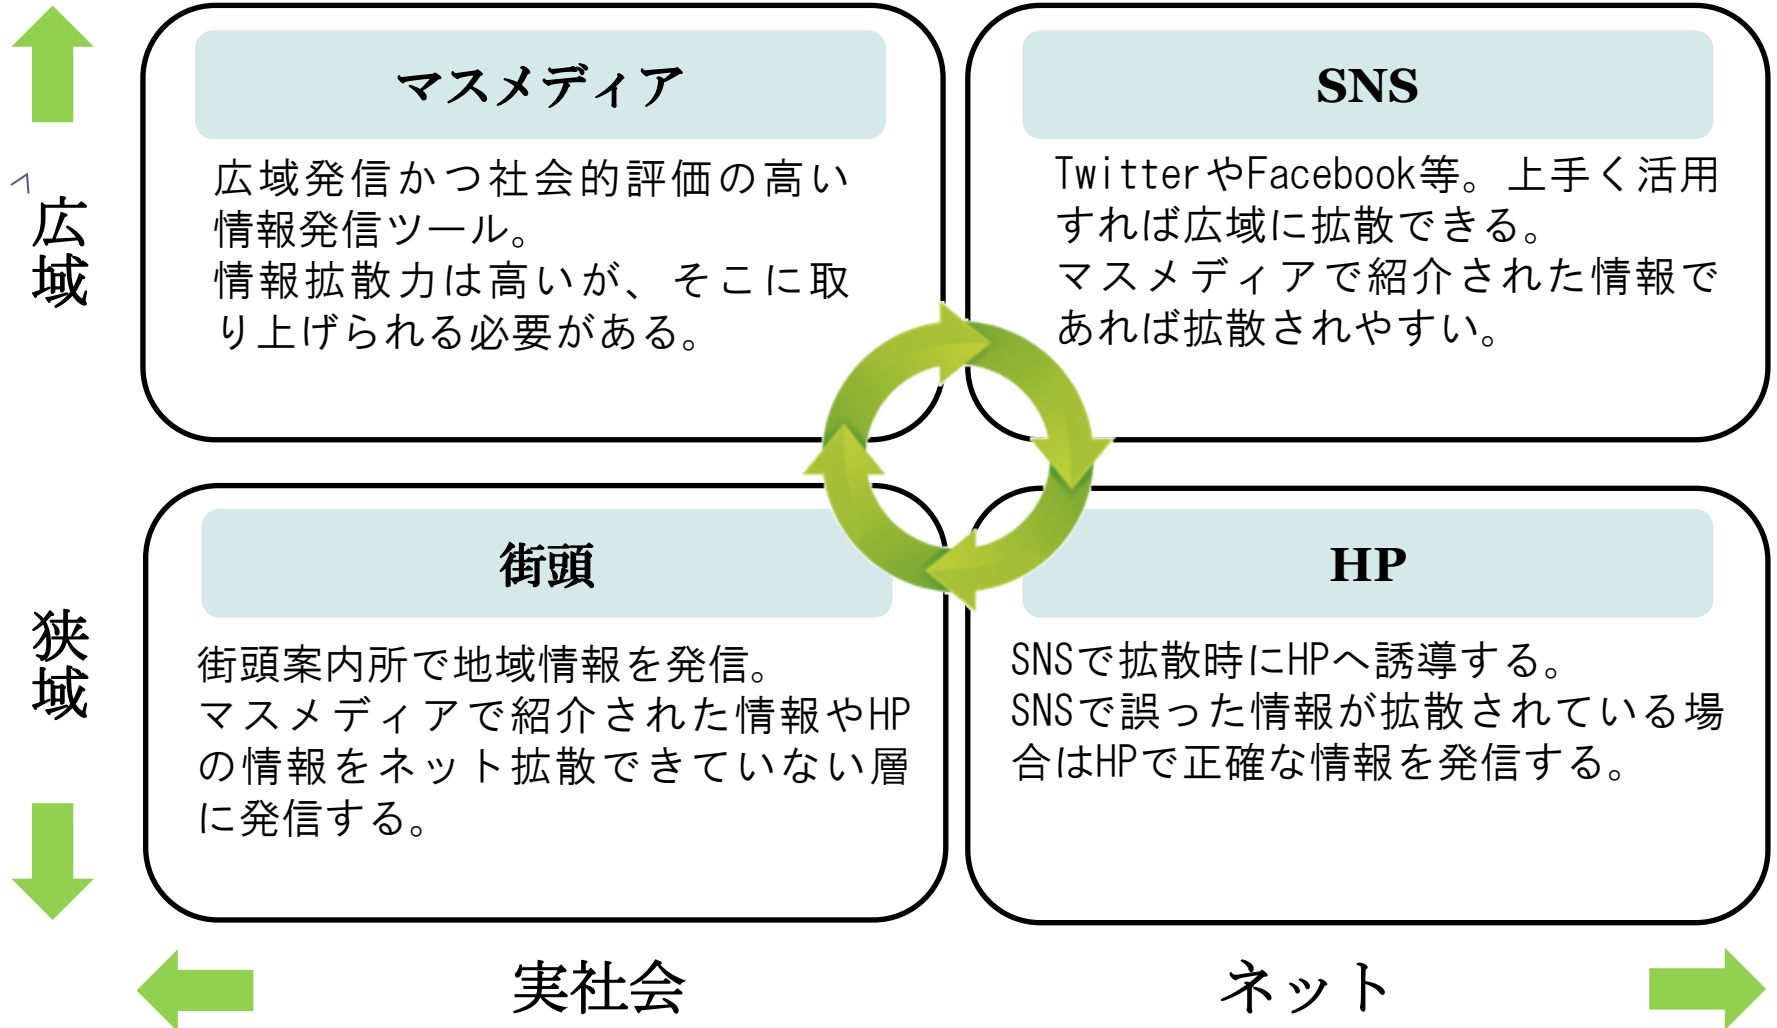 マスメディア
広域発信かつ社会的評価の高い
情報発信ツール。
情報拡散力は高いが、そこに取
り上げられる必要がある。
SNS
TwitterやFacebook等。上手く活用
すれば広域に拡散できる。
マスメディアで紹介された情報で
あれば拡散されやすい。
広域
街頭
街頭案内所で地域情報を発信。
マスメディアで紹介された情報やHP
の情報をネット拡散できていない層
に発信する。
HP
SNSで拡散時にHPへ誘導する。
SNSで誤った情報が拡散されている場
合はHPで正確な情報を発信する。
狭域
実社会
ネット